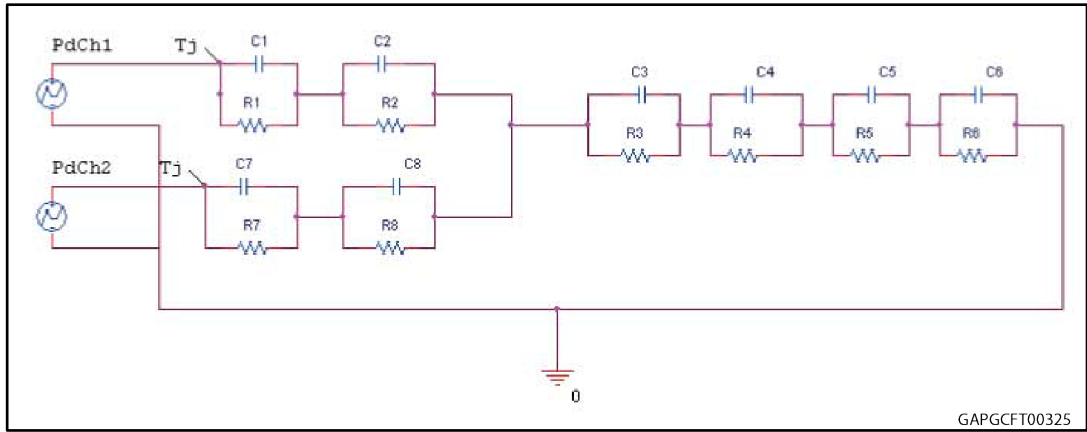 PdCh1
Tj
C1
C2
R1
R2
C3
C4
C5
C6
R3
R4
R5
R6
PdCh2
Tj
C7
C8
R7
R8
0
GAPGCFT00325